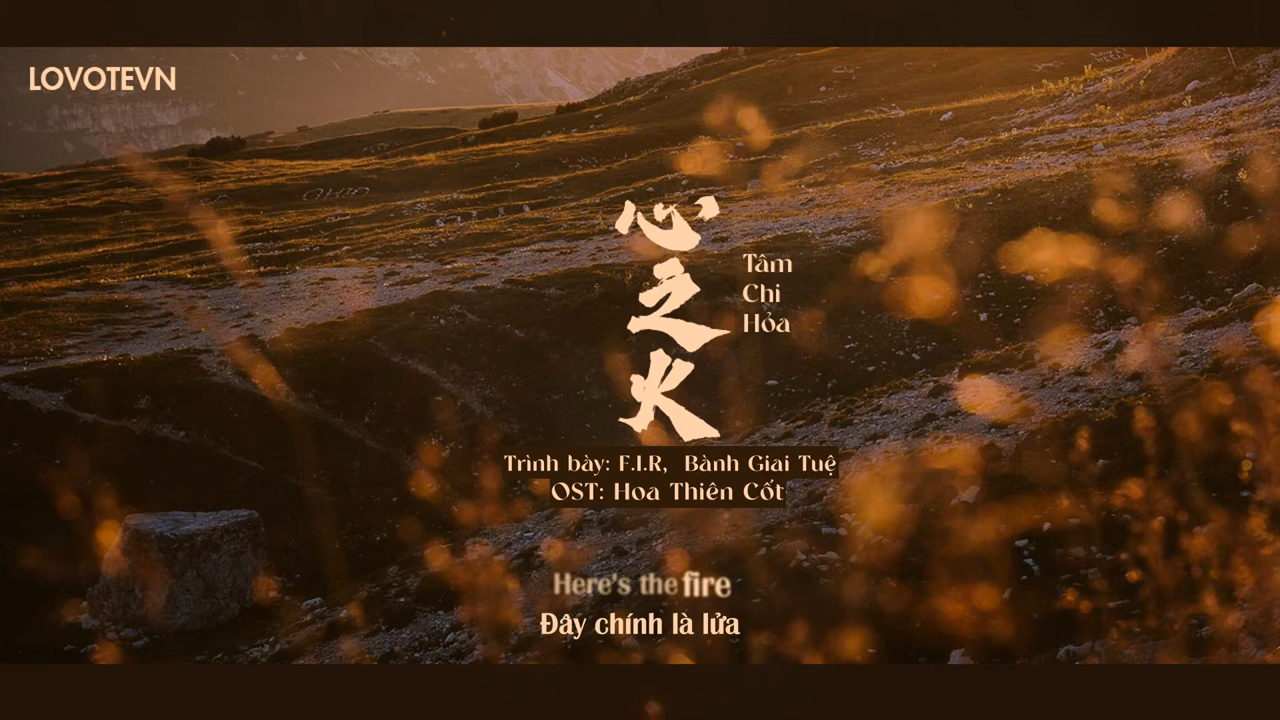 LOVOTEVN
心之火
Tâm
Chi
Hỏa
Trình bày: F.I.R, Bành Giai Tuệ
OST: Hoa Thiên Cốt
Here's the fire
Đây chính là lửa